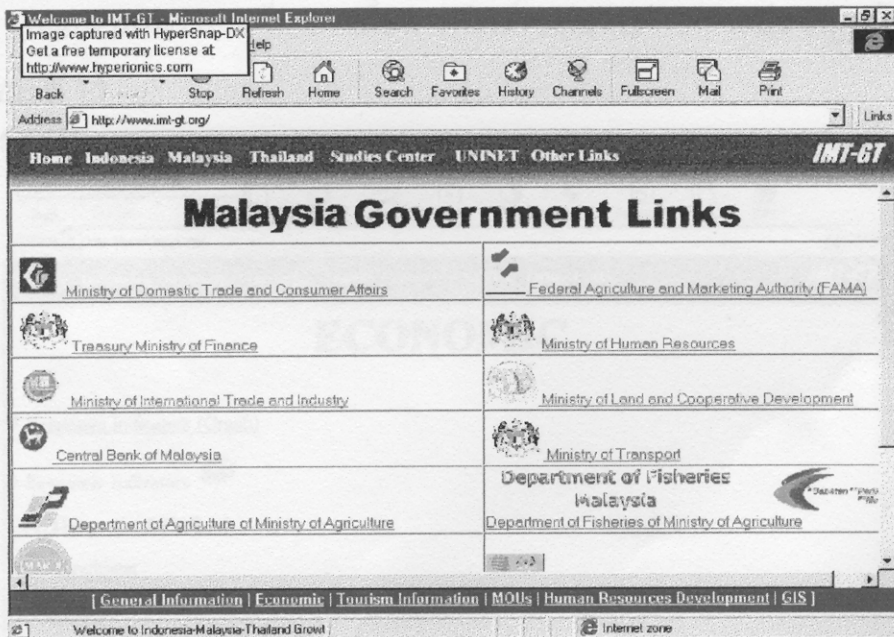 Welcome to IMT-GT - Microsoft Internet Explorer
Image captured with HyperSnap-DX
Get a free temporary license at
http://www.hyperionics.com
Help
Back Stop Refresh Home Search Favorites History Channels Fullscreen Mail Print
Address http://www.imt-gt.org/ Links
Home Indonesia Malaysia Thailand Studies Center UNINET Other Links IMT-GT
Malaysia Government Links
Ministry of Domestic Trade and Consumer Affairs
Federal Agriculture and Marketing Authority (FAMA)
Treasury Ministry of Finance
Ministry of Human Resources
Ministry of International Trade and Industry
Ministry of Land and Cooperative Development
Central Bank of Malaysia
Ministry of Transport
Department of Agriculture of Ministry of Agriculture
Department of Fisheries
Malaysia
Department of Fisheries of Ministry of Agriculture
[ General Information | Economic | Tourism Information | MOUs | Human Resources Development | GIS ]
Welcome to Indonesia-Malaysia-Thailand Growt Internet zone